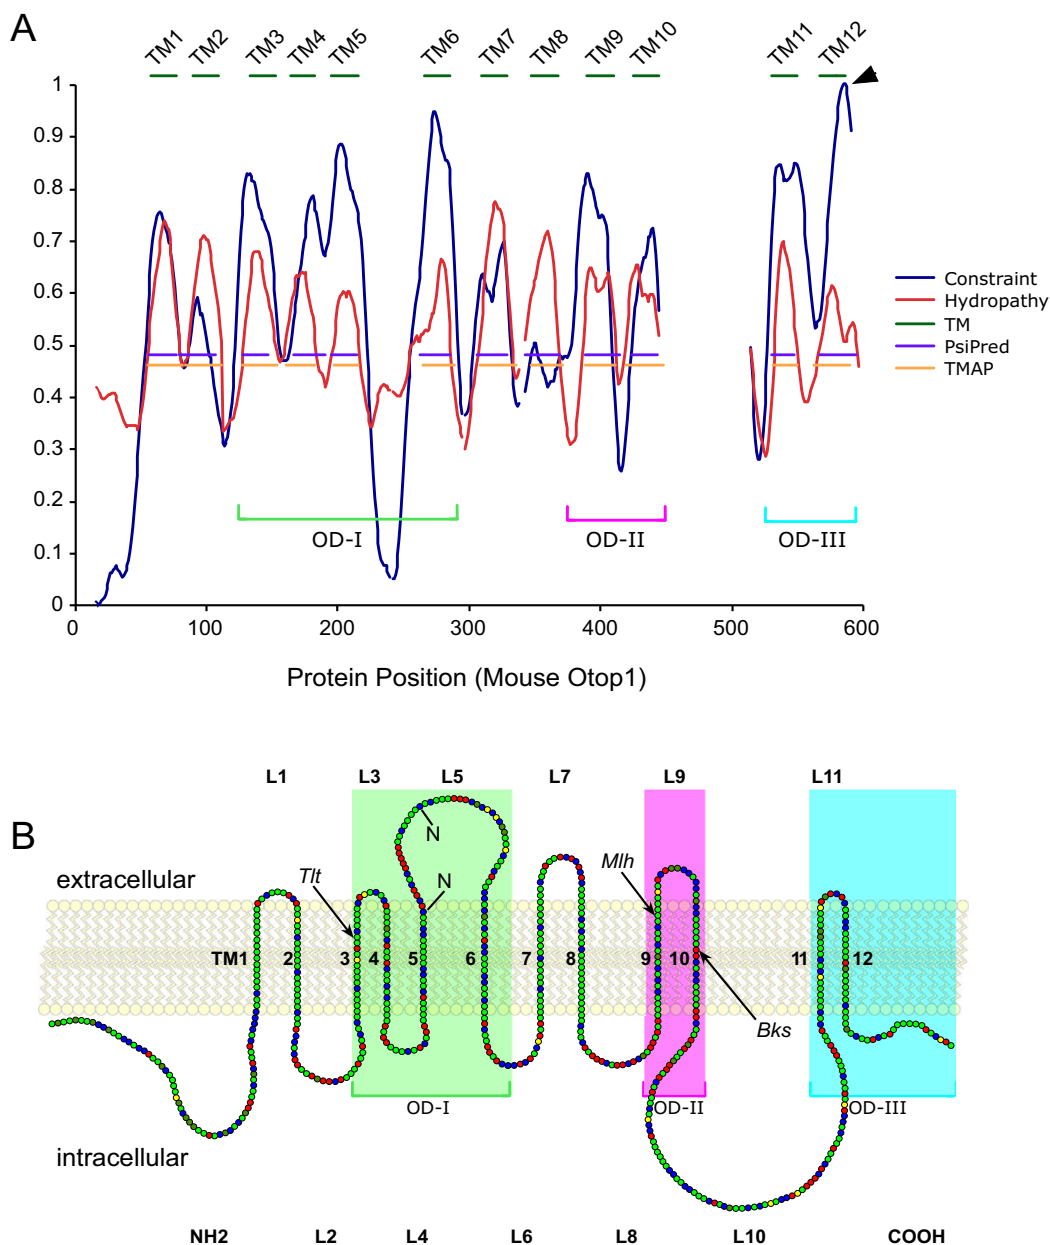 A
TM1 TM2 TM3 TM4 TM5 TM6 TM7 TM8 TM9 TM10 TM11 TM12
1
0.9
0.8
0.7
0.6
0.5
0.4
0.3
0.2
0.1
0
Constraint
Hydropathy
TM
PsiPred
TMAP
OD-I OD-II OD-III
0 100 200 300 400 500 600
Protein Position (Mouse Otop1)
L1 L3 L5 L7 L9 L11
B
N
Tlt
Mlh
extracellular
N
TM1 2 3 4 5 6 7 8 9 10 11 12
Bks
OD-I OD-II OD-III
intracellular
NH2 L2 L4 L6 L8 L10 COOH